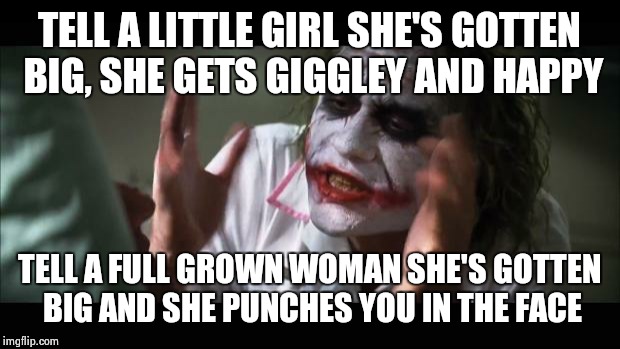 TELL A LITTLE GIRL SHE'S GOTTEN
BIG, SHE GETS GIGGLEY AND HAPPY
TELL A FULL GROWN WOMAN SHE'S GOTTEN
BIG AND SHE PUNCHES YOU IN THE FACE
imgflip.com